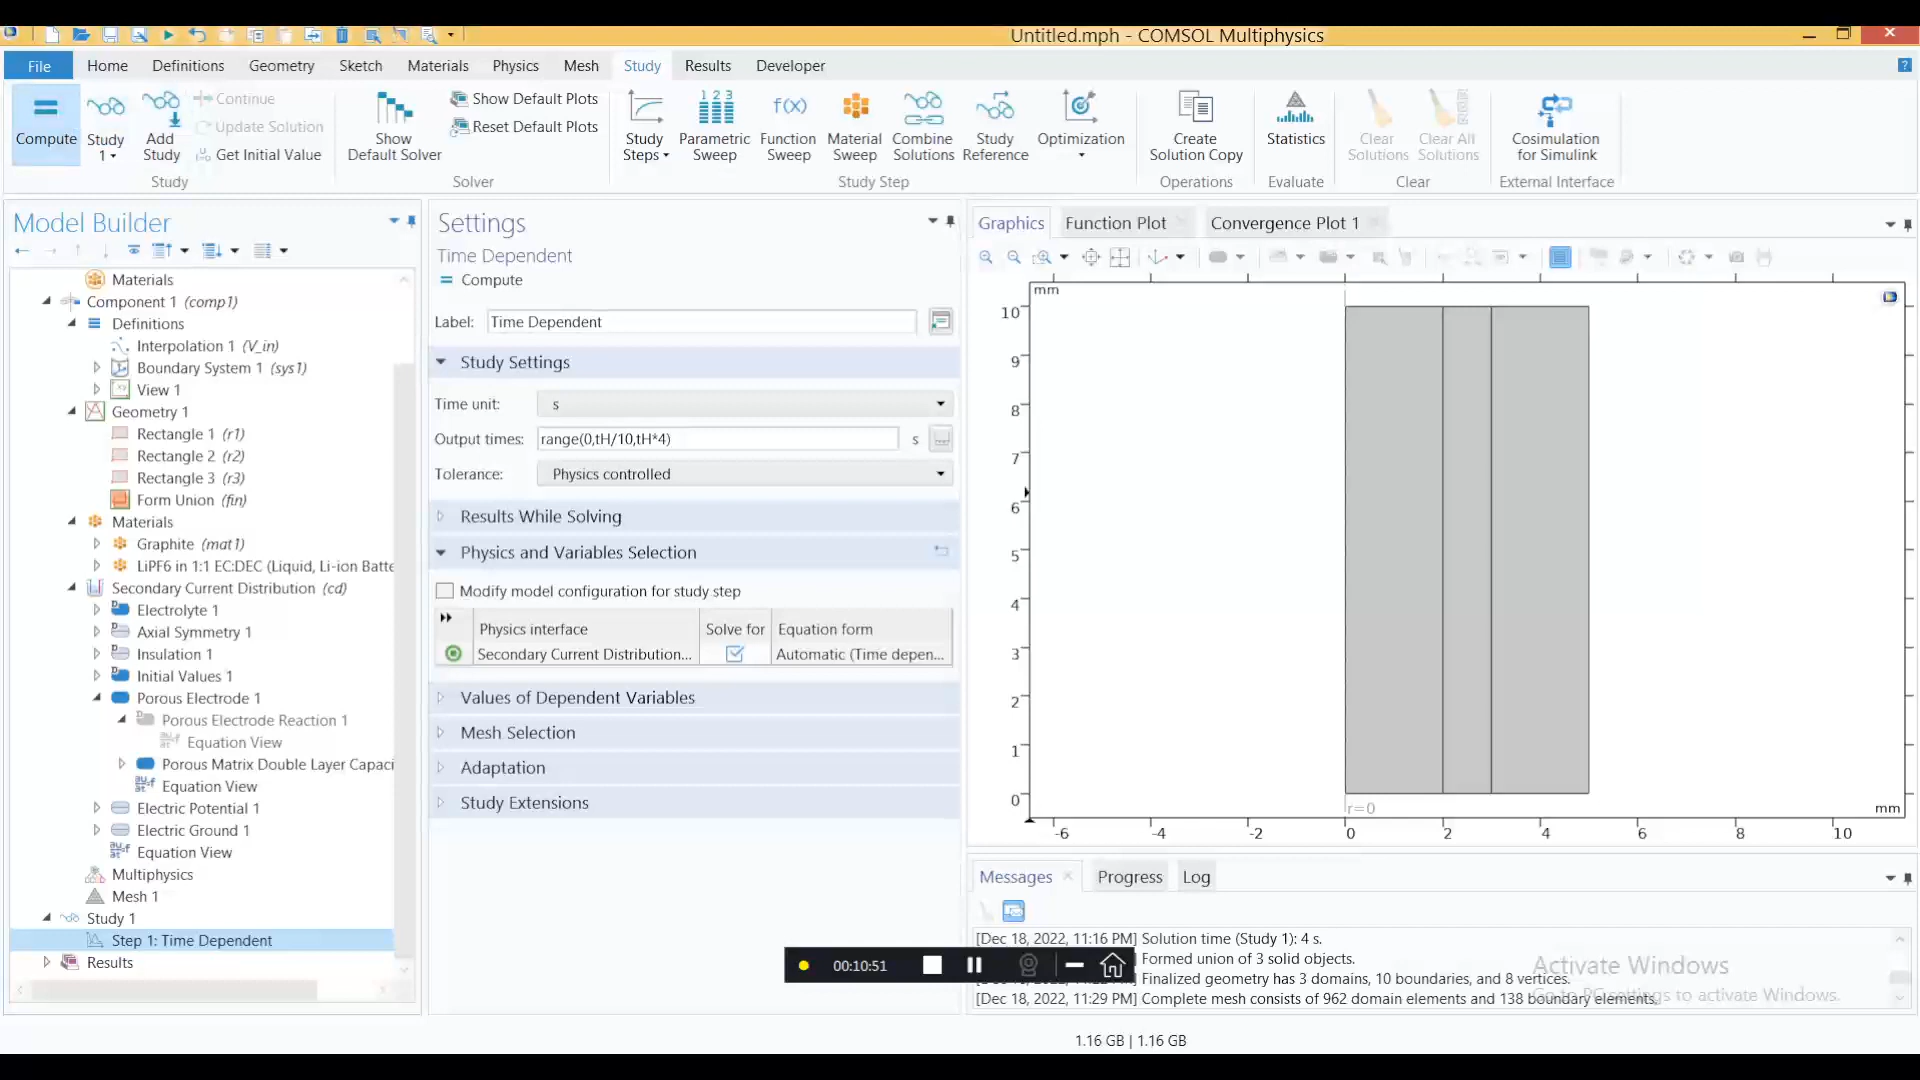 Untitled.mph - COMSOL Multiphysics
File
Home
Definitions
Geometry
Sketch
Materials
Physics
Mesh
Study
Results
Developer
Compute
Study
1
Add
Study
Continue
Update Solution
Get Initial Value
Study
Show
Default Solver
Show Default Plots
Reset Default Plots
Solver
Study
Steps
1 2 3
Parametric
Sweep
f(x)
Function
Sweep
Material
Sweep
Combine
Solutions
Study
Reference
Optimization
Study Step
Create
Solution Copy
Operations
Statistics
Evaluate
Clear
Solutions
Clear All
Solutions
Clear
Cosimulation
for Simulink
External Interface
Model Builder
Materials
Component 1 (comp1)
Definitions
Interpolation 1 (V_in)
Boundary System 1 (sys1)
View 1
Geometry 1
Rectangle 1 (r1)
Rectangle 2 (r2)
Rectangle 3 (r3)
Form Union (fin)
Materials
Graphite (mat1)
LiPF6 in 1:1 EC:DEC (Liquid, Li-ion Batte
Secondary Current Distribution (cd)
Electrolyte 1
Axial Symmetry 1
Insulation 1
Initial Values 1
Porous Electrode 1
Porous Electrode Reaction 1
Equation View
Porous Matrix Double Layer Capaci
Equation View
Electric Potential 1
Electric Ground 1
Equation View
Multiphysics
Mesh 1
Study 1
Step 1: Time Dependent
Results
Settings
Time Dependent
Compute
Label: Time Dependent
Study Settings
Time unit: s
Output times: range(0,tH/10,tH*4) s
Tolerance: Physics controlled
Results While Solving
Physics and Variables Selection
Modify model configuration for study step
Physics interface Solve for Equation form
Secondary Current Distribution... Automatic (Time depen...
Values of Dependent Variables
Mesh Selection
Adaptation
Study Extensions
Graphics
Function Plot
Convergence Plot 1
mm
10
9
8
7
6
5
4
3
2
1
0
r=0
mm
-6 -4 -2 0 2 4 6 8 10
Messages
Progress
Log
[Dec 18, 2022, 11:16 PM] Solution time (Study 1): 4 s.
Formed union of 3 solid objects.
Finalized geometry has 3 domains, 10 boundaries, and 8 vertices.
[Dec 18, 2022, 11:29 PM] Complete mesh consists of 962 domain elements and 138 boundary elements.
00:10:51
Activate Windows
Go to PC settings to activate Windows.
1.16 GB | 1.16 GB